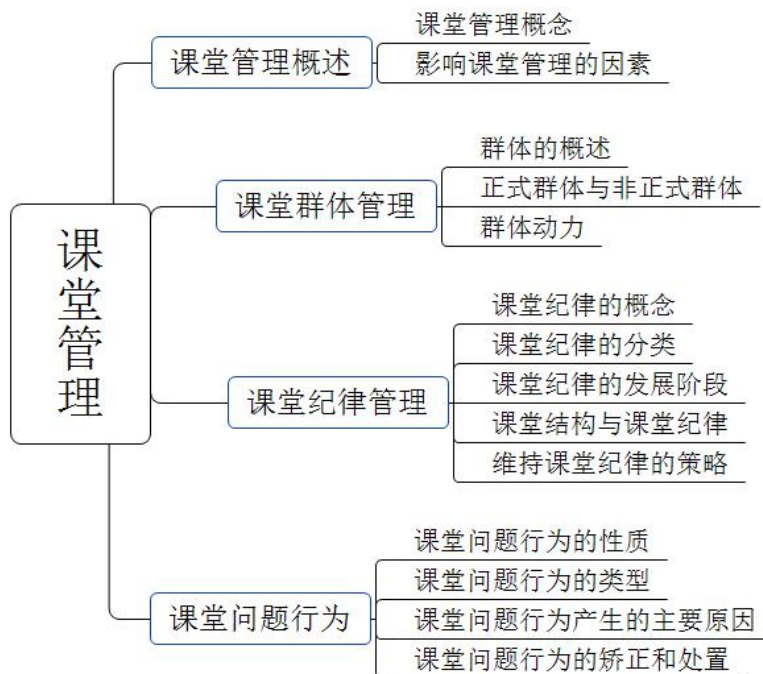 课堂管理
课堂管理概述
课堂管理概念
影响课堂管理的因素
课堂群体管理
群体的概述
正式群体与非正式群体
群体动力
课堂纪律管理
课堂纪律的概念
课堂纪律的分类
课堂纪律的发展阶段
课堂结构与课堂纪律
维持课堂纪律的策略
课堂问题行为
课堂问题行为的性质
课堂问题行为的类型
课堂问题行为产生的主要原因
课堂问题行为的矫正和处置